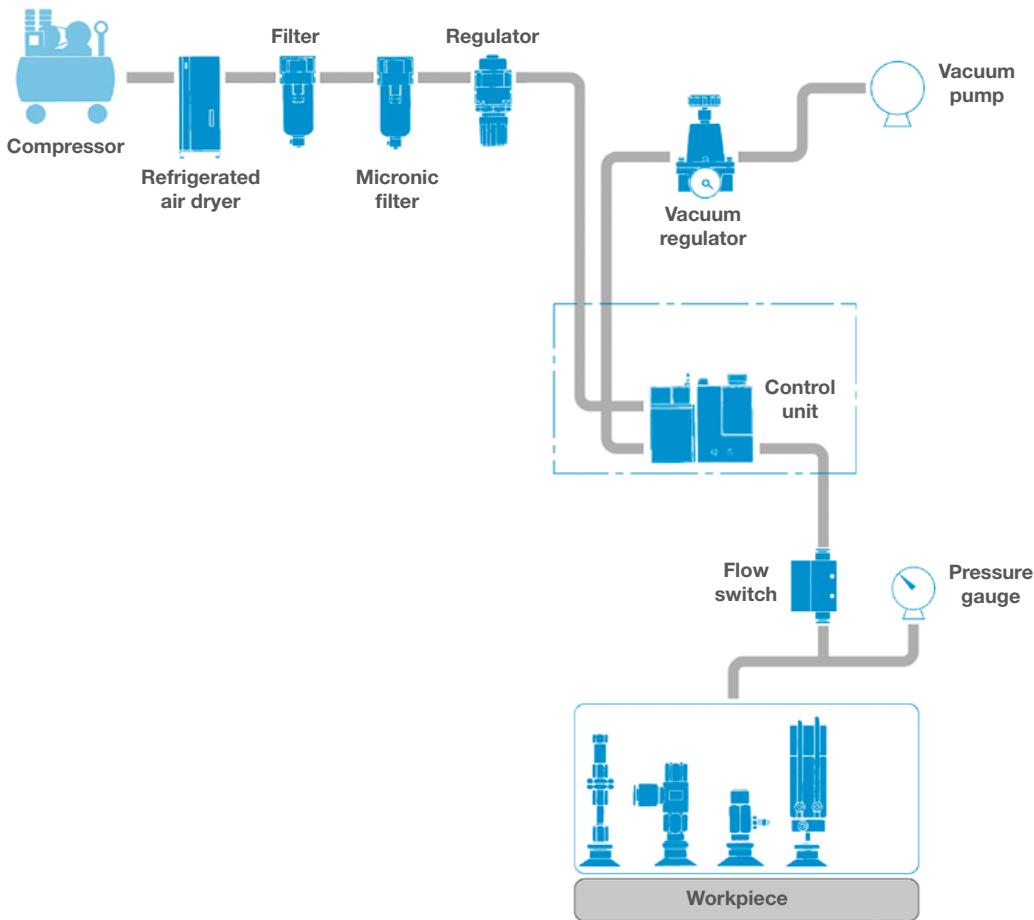 Filter
Regulator
Compressor
Refrigerated
air dryer
Micronic
filter
Vacuum
pump
Vacuum
regulator
Control
unit
Flow
switch
Pressure
gauge
Workpiece